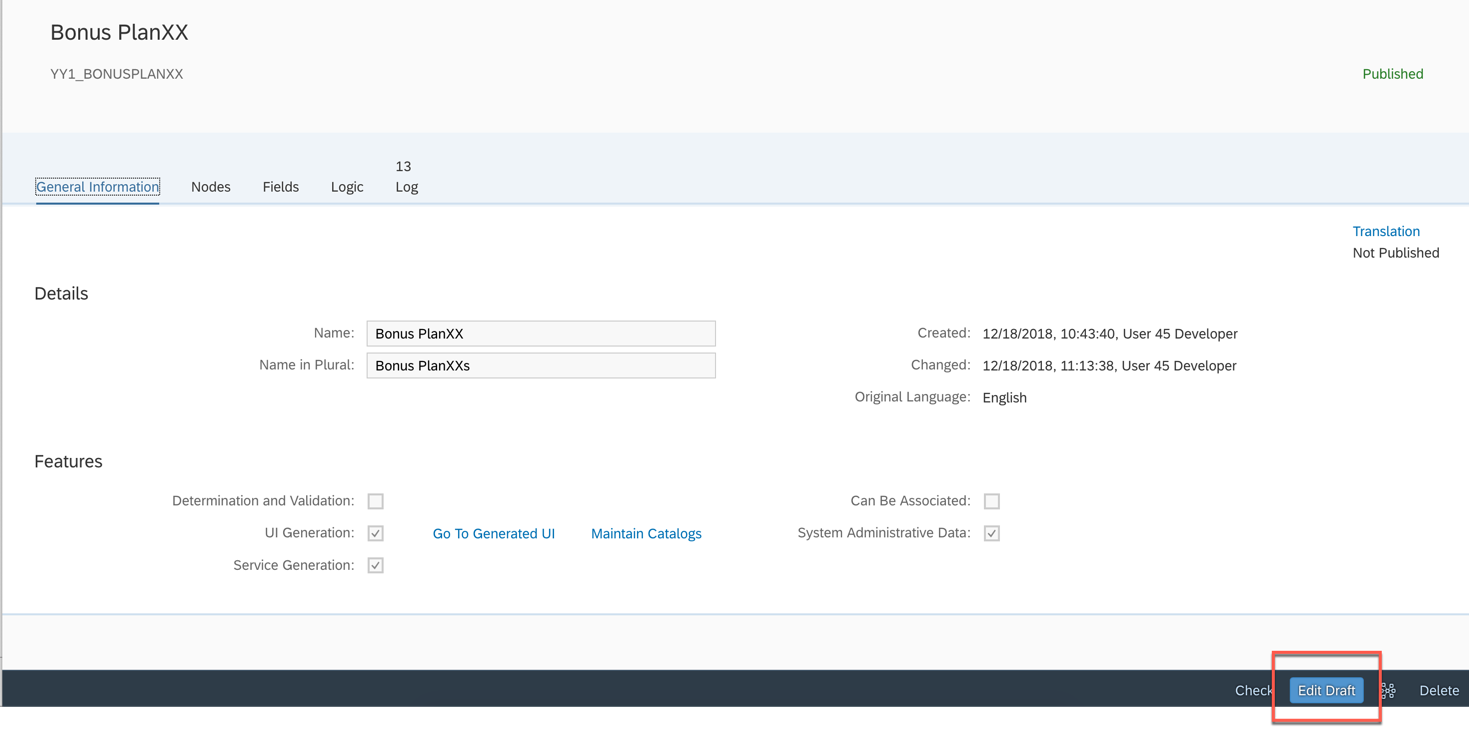 Bonus PlanXX
YY1_BONUSPLANXX
Published
General Information
Nodes
Fields
Logic
13
Log
Translation
Not Published
Details
Name: Bonus PlanXX
Created: 12/18/2018, 10:43:40, User 45 Developer
Name in Plural: Bonus PlanXXs
Changed: 12/18/2018, 11:13:38, User 45 Developer
Original Language: English
Features
Determination and Validation:
Can Be Associated:
UI Generation: Go To Generated UI Maintain Catalogs
System Administrative Data:
Service Generation:
Check Edit Draft Delete